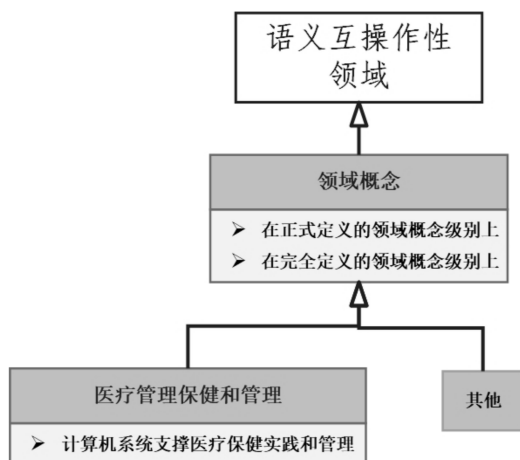 语义互操作性
领域
领域概念
➢ 在正式定义的领域概念级别上
➢ 在完全定义的领域概念级别上
医疗管理保健和管理
其他
➢ 计算机系统支撑医疗保健实践和管理